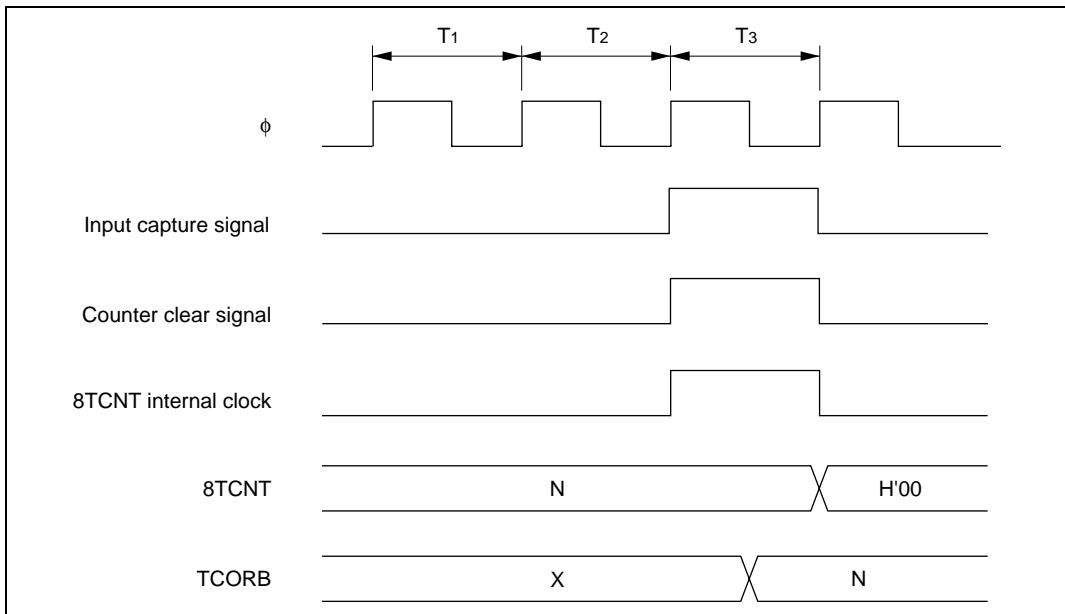 T1 T2 T3
φ
Input capture signal
Counter clear signal
8TCNT internal clock
8TCNT N H'00
TCORB X N